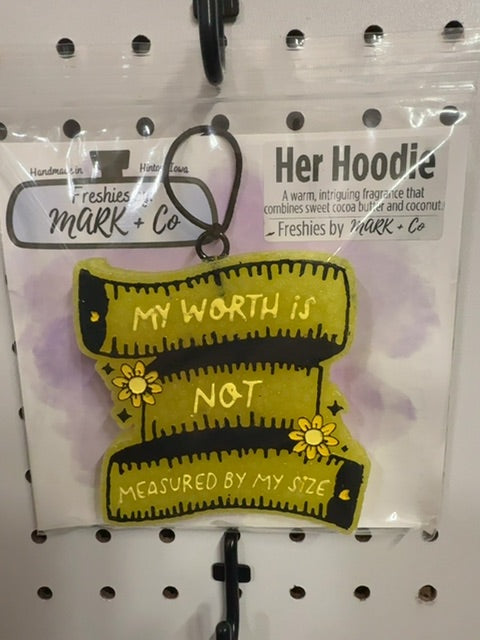 Handmade in Hinton, Iowa
Freshies by:
MARK + Co
Her Hoodie
A warm, intriguing fragrance that
combines sweet cocoa butter and coconut.
- Freshies by MARK + Co
MY WORTH iS
NOT
MEASURED BY MY SIZE